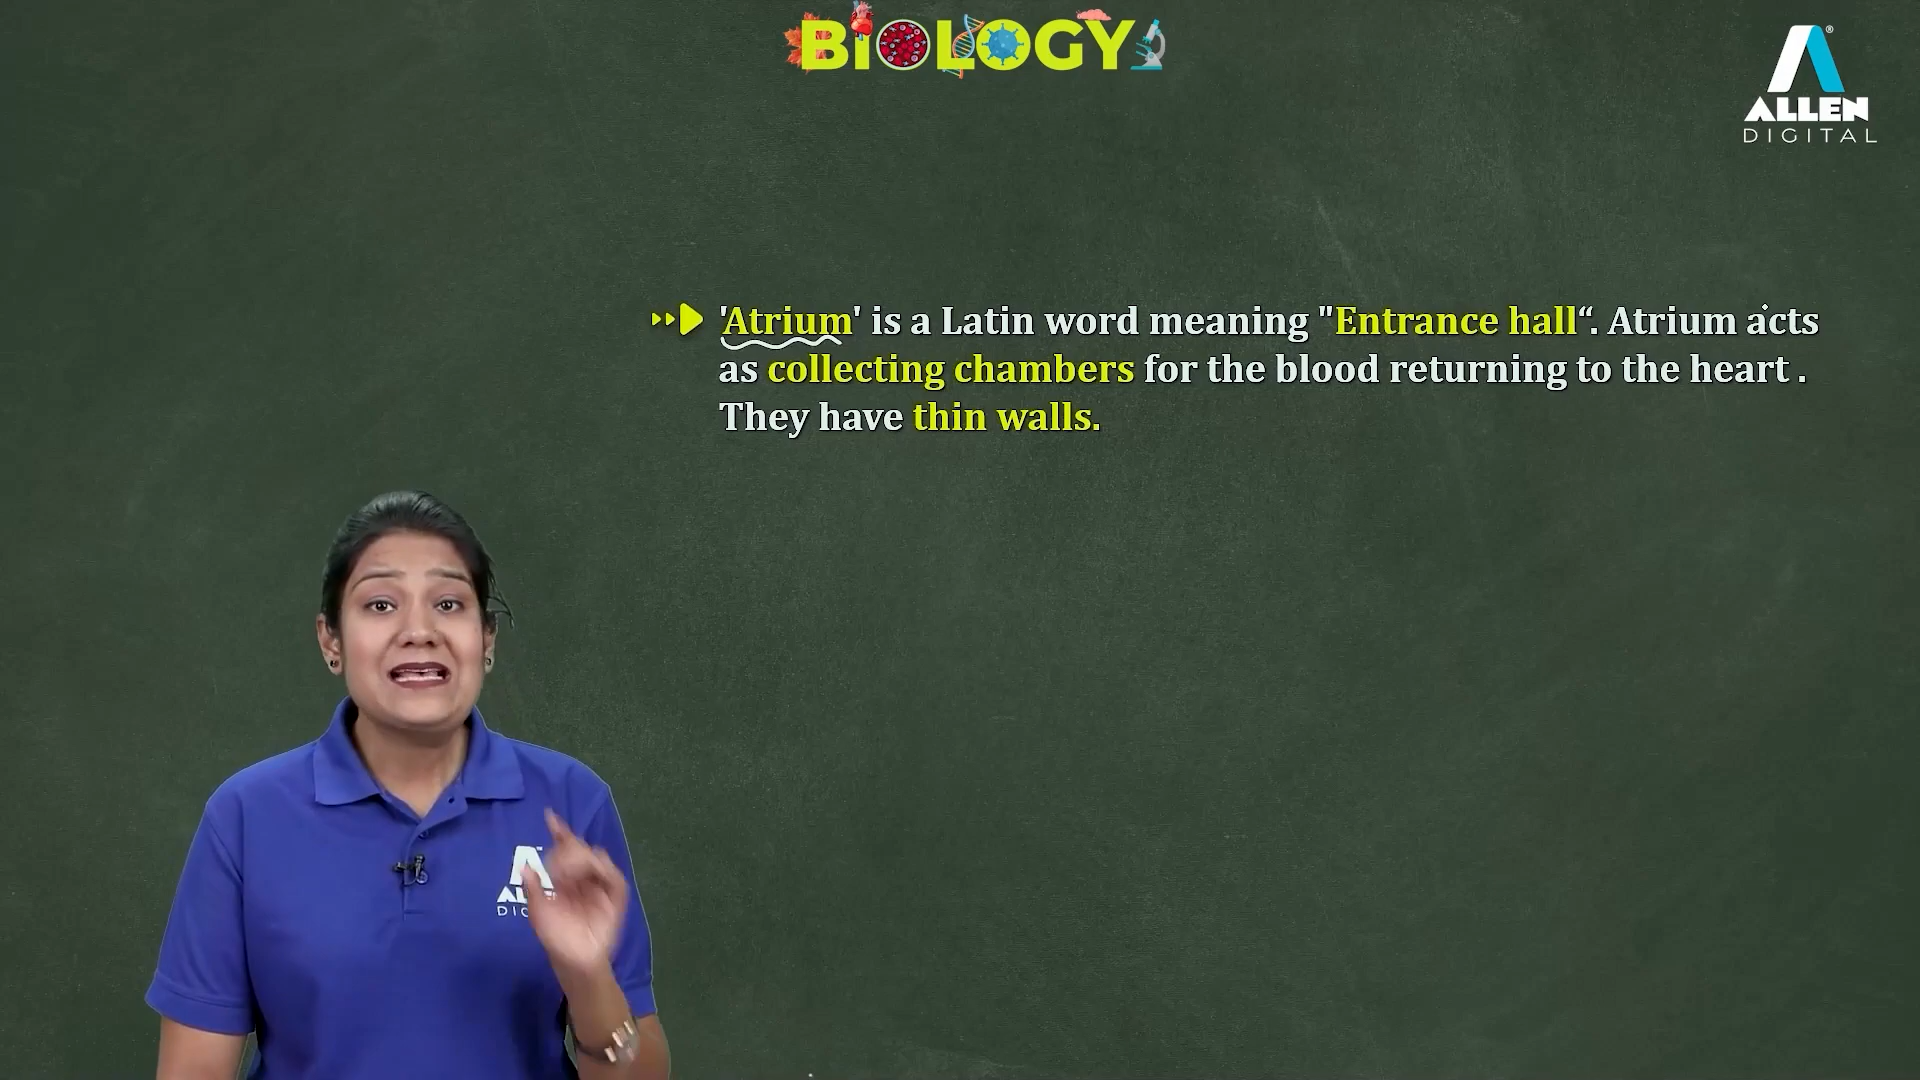 BIOLOGY
ALLEN
DIGITAL
'Atrium' is a Latin word meaning "Entrance hall“. Atrium acts
as collecting chambers for the blood returning to the heart .
They have thin walls.